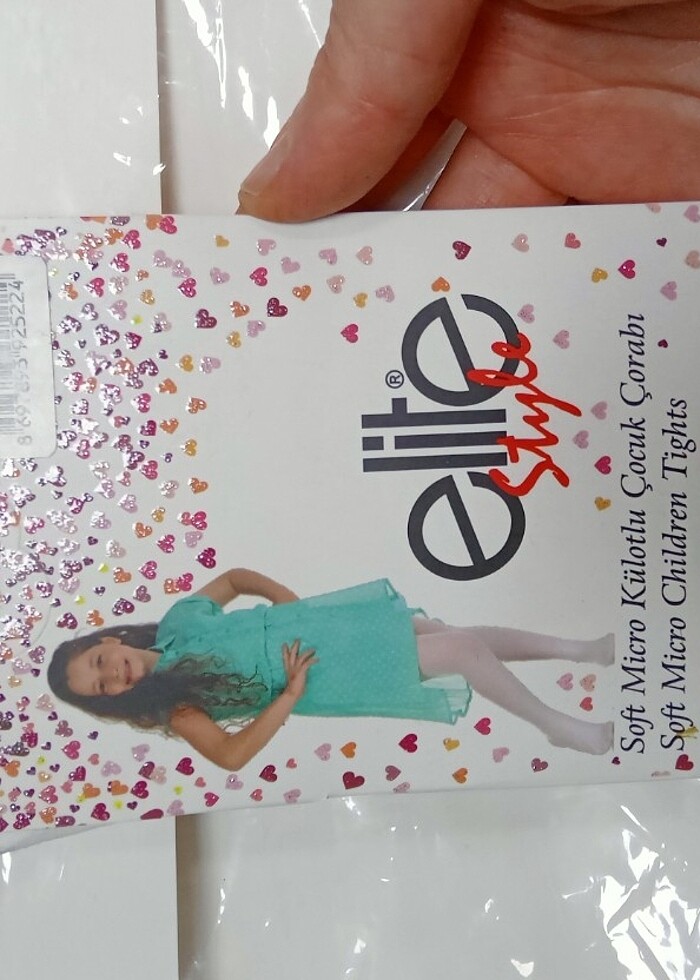 elite®
Style
Soft Micro Külotlu Çocuk Çorabı
Soft Micro Children Tights